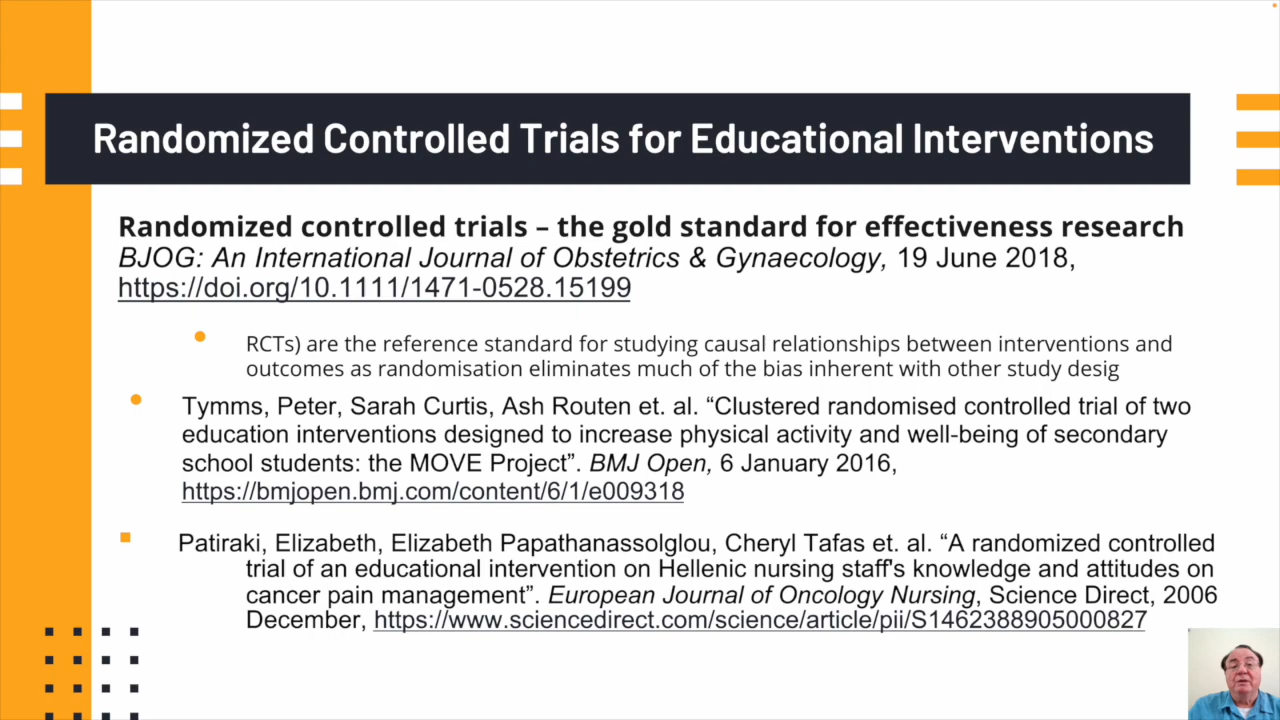 Randomized Controlled Trials for Educational Interventions
Randomized controlled trials – the gold standard for effectiveness research
BJOG: An International Journal of Obstetrics & Gynaecology, 19 June 2018,
https://doi.org/10.1111/1471-0528.15199
RCTs) are the reference standard for studying causal relationships between interventions and
outcomes as randomisation eliminates much of the bias inherent with other study desig
Tymms, Peter, Sarah Curtis, Ash Routen et. al. “Clustered randomised controlled trial of two
education interventions designed to increase physical activity and well-being of secondary
school students: the MOVE Project”. BMJ Open, 6 January 2016,
https://bmjopen.bmj.com/content/6/1/e009318
Patiraki, Elizabeth, Elizabeth Papathanassolglou, Cheryl Tafas et. al. “A randomized controlled
trial of an educational intervention on Hellenic nursing staff's knowledge and attitudes on
cancer pain management”. European Journal of Oncology Nursing, Science Direct, 2006
December, https://www.sciencedirect.com/science/article/pii/S1462388905000827